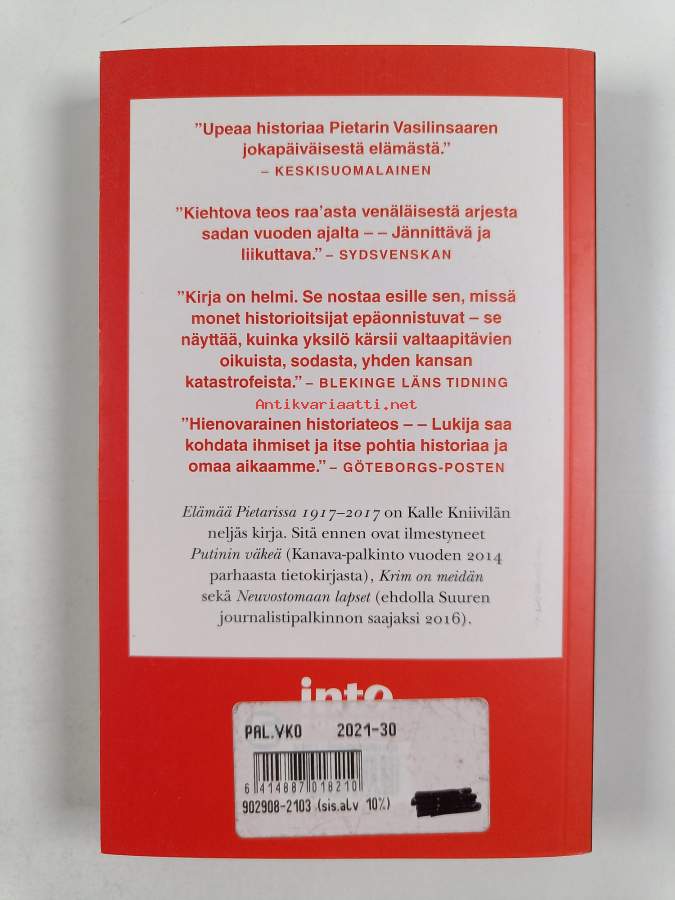 ”Upeaa historiaa Pietarin Vasilinsaaren
jokapäiväisestä elämästä.”
– KESKISUOMALAINEN
”Kiehtova teos raa’asta venäläisestä arjesta
sadan vuoden ajalta – – Jännittävä ja
liikuttava.” – SYDSVENSKAN
”Kirja on helmi. Se nostaa esille sen, missä
monet historioitsijat epäonnistuvat – se
näyttää, kuinka yksilö kärsii valtaapitävien
oikuista, sodasta, yhden kansan
katastrofeista.” – BLEKINGE LÄNS TIDNING
Antikvariaatti.net
”Hienovarainen historiateos – – Lukija saa
kohdata ihmiset ja itse pohtia historiaa ja
omaa aikaamme.” – GÖTEBORGS-POSTEN
Elämää Pietarissa 1917–2017 on Kalle Kniivilän
neljäs kirja. Sitä ennen ovat ilmestyneet
Putinin väkeä (Kanava-palkinto vuoden 2014
parhaasta tietokirjasta), Krim on meidän
sekä Neuvostomaan lapset (ehdolla Suuren
journalistipalkinnon saajaksi 2016).
into
PAL.VKO 2021-30
6 414887 018210
902908-2103 (sis.alv 10%)